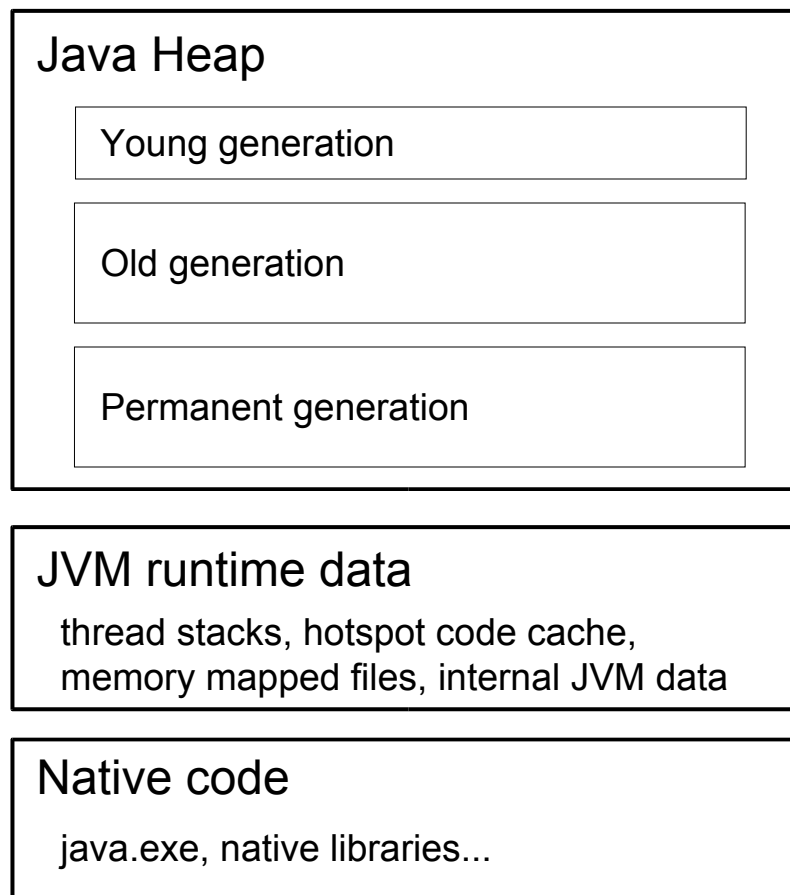 Java Heap
Young generation
Old generation
Permanent generation
JVM runtime data
thread stacks, hotspot code cache,
memory mapped files, internal JVM data
Native code
java.exe, native libraries...